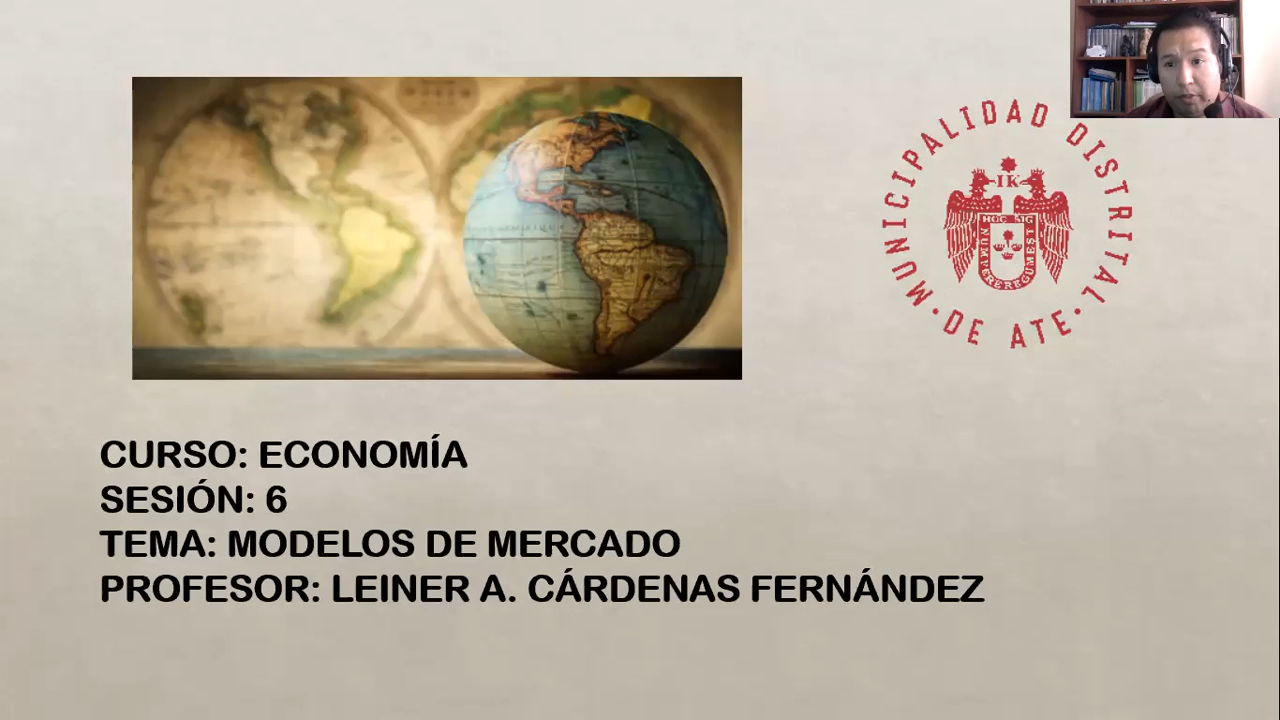 MUNICIPALIDAD DISTRITAL
· DE ATE ·
IK
CURSO: ECONOMÍA
SESIÓN: 6
TEMA: MODELOS DE MERCADO
PROFESOR: LEINER A. CÁRDENAS FERNÁNDEZ